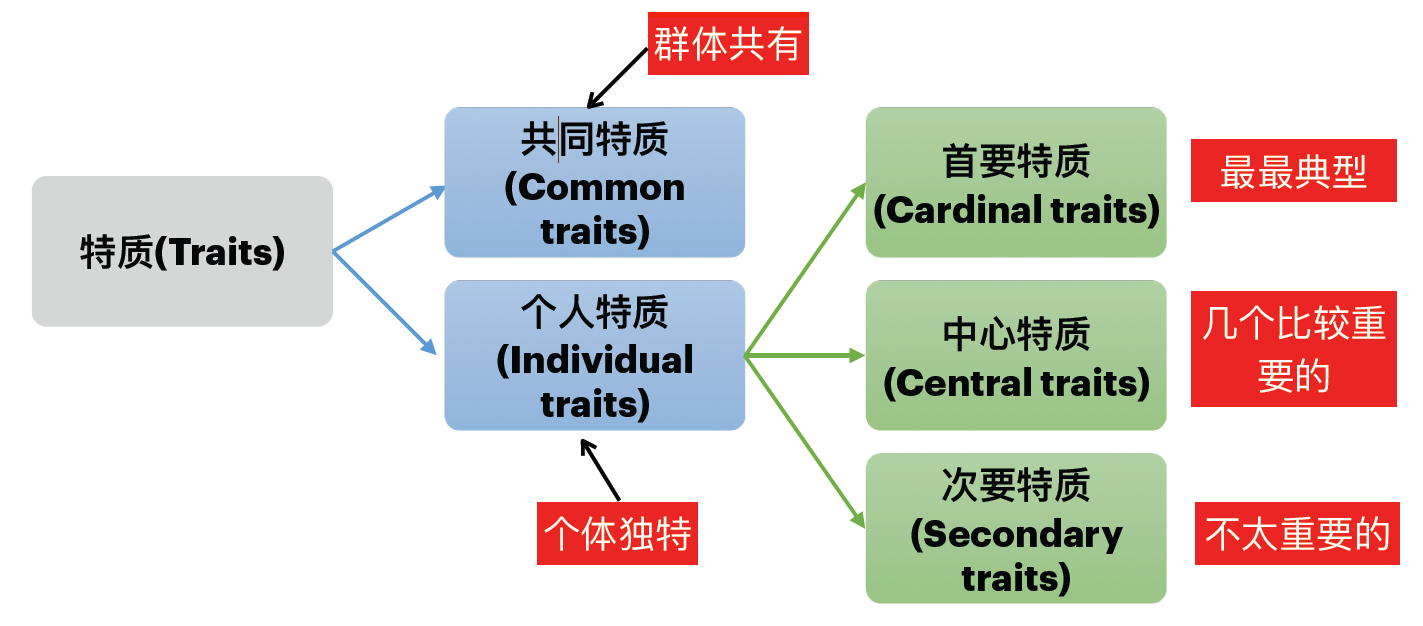 群体共有
共同特质
(Common
traits)
特质(Traits)
个人特质
(Individual
traits)
个体独特
首要特质
(Cardinal traits)
最最典型
中心特质
(Central traits)
几个比较重
要的
次要特质
(Secondary
traits)
不太重要的